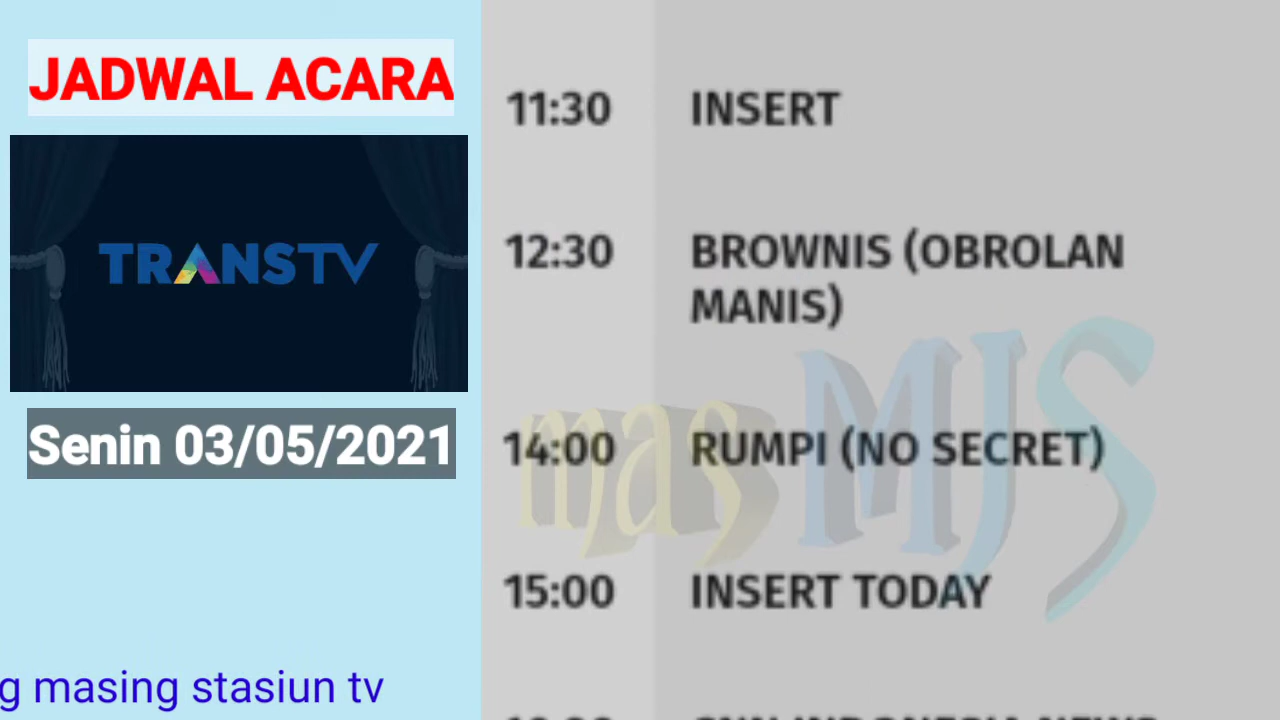 JADWAL ACARA
TRANSTV
Senin 03/05/2021
g masing stasiun tv
11:30 INSERT
12:30 BROWNIS (OBROLAN
MANIS)
14:00 RUMPI (NO SECRET)
15:00 INSERT TODAY
mas MJS